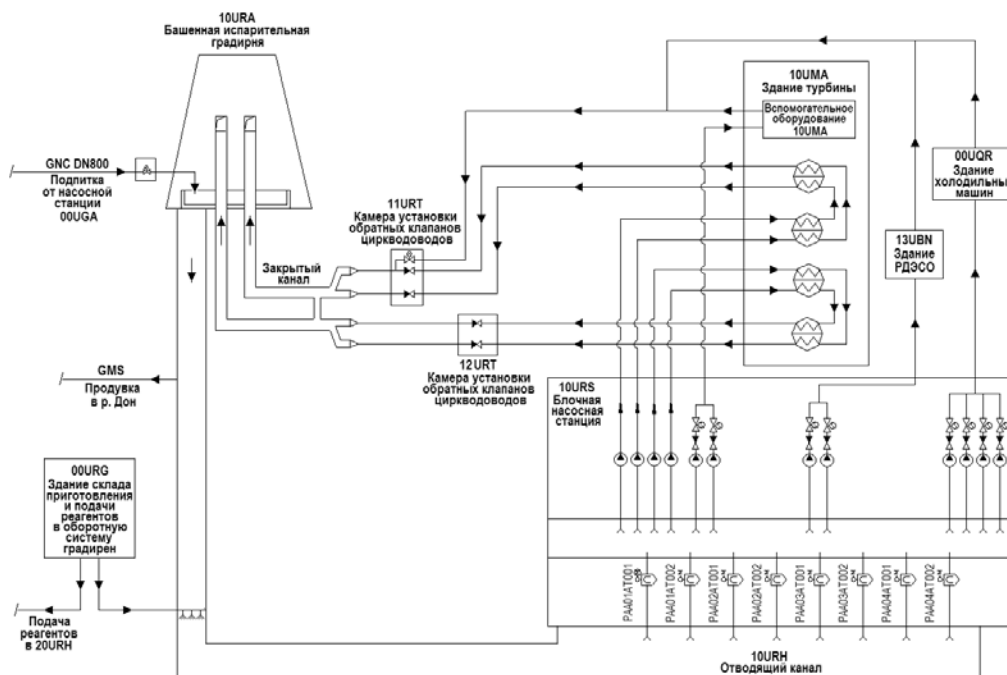 10URA
Башенная испарительная
градирня
GNC DN800
Подпитка
от насосной
станции
00UGA
11URT
Камера установки
обратных клапанов
циркводоводов
Закрытый
канал
12URT
Камера установки
обратных клапанов
циркводоводов
10UMA
Здание турбины
Вспомогательное
оборудование
10UMA
00UQR
Здание
холодильных
машин
13UBN
Здание
РДЭСО
GMS
Продувка
в р. Дон
10URS
Блочная
насосная
станция
00URG
Здание склада
приготовления
и подачи
реагентов
в оборотную
систему
градирен
Подача
реагентов
в 20URH
PAA01AT001
PAA01AT002
PAA02AT001
PAA02AT002
PAA03AT001
PAA03AT002
PAA04AT001
PAA04AT002
10URH
Отводящий канал